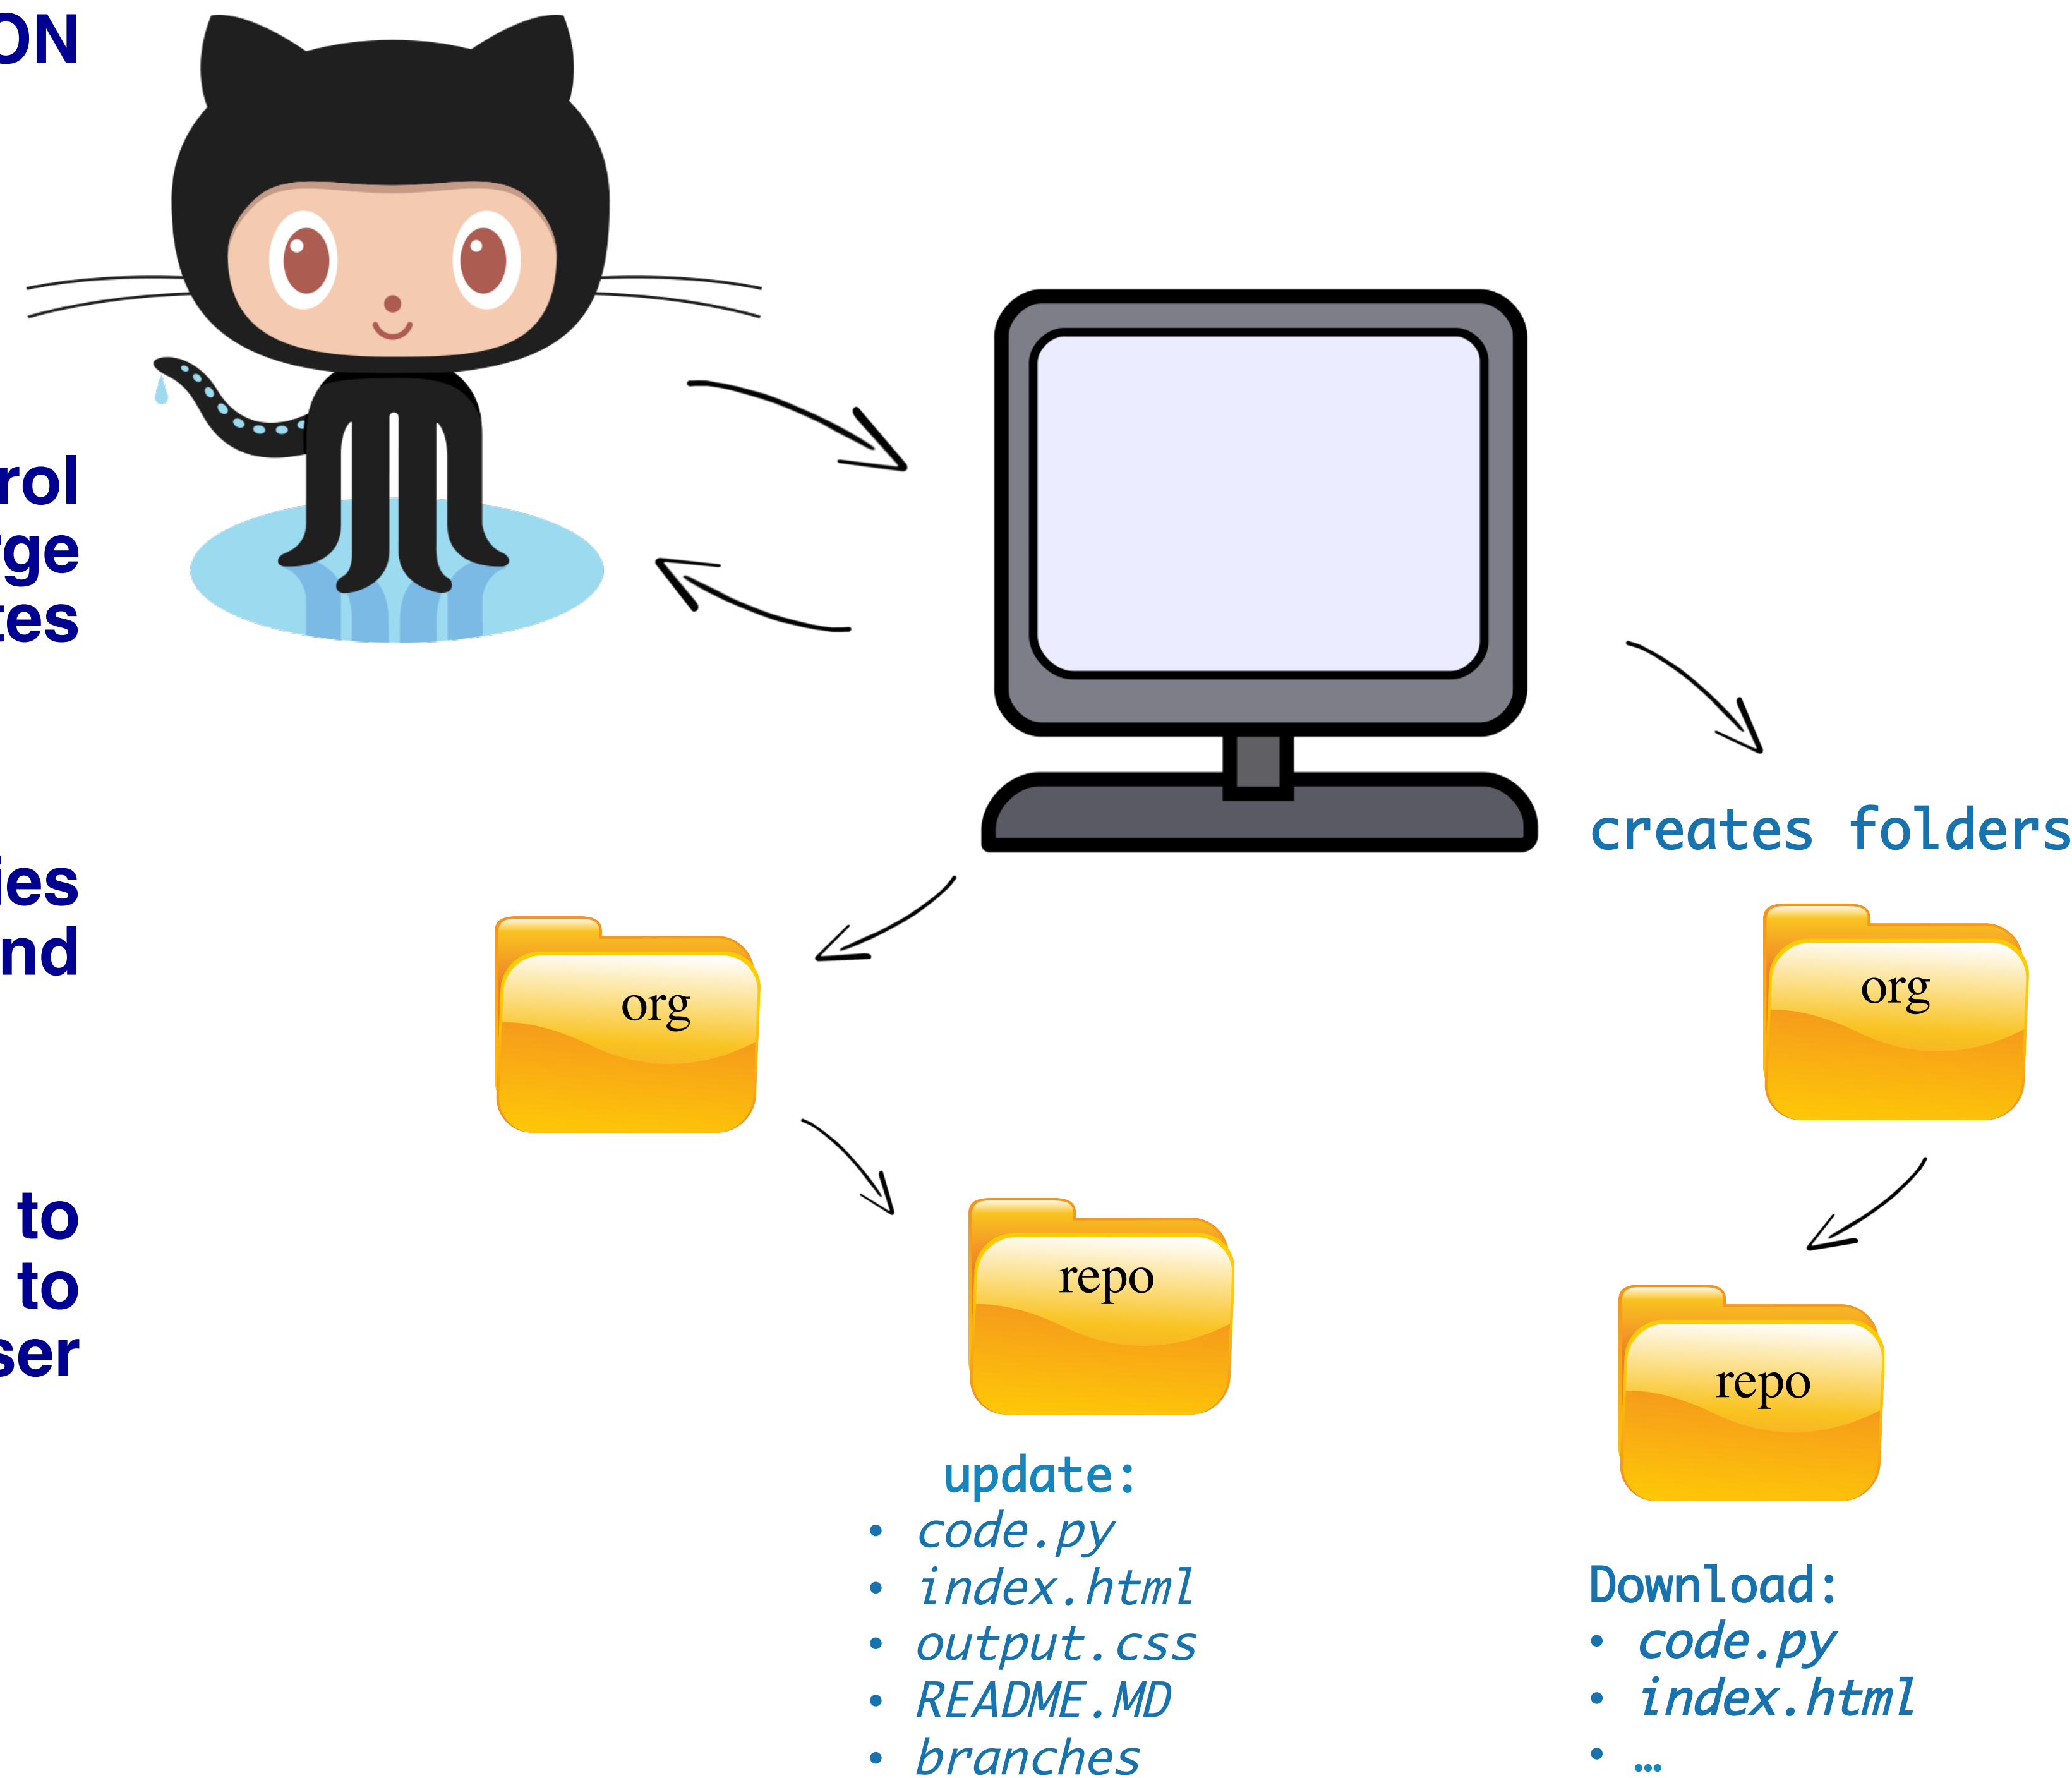 ON
rol
ge
es
ies
nd
to
to
ser
creates folders
org
org
repo
repo
update:
• code.py
• index.html
• output.css
• README.MD
• branches
Download:
• code.py
• index.html
• …